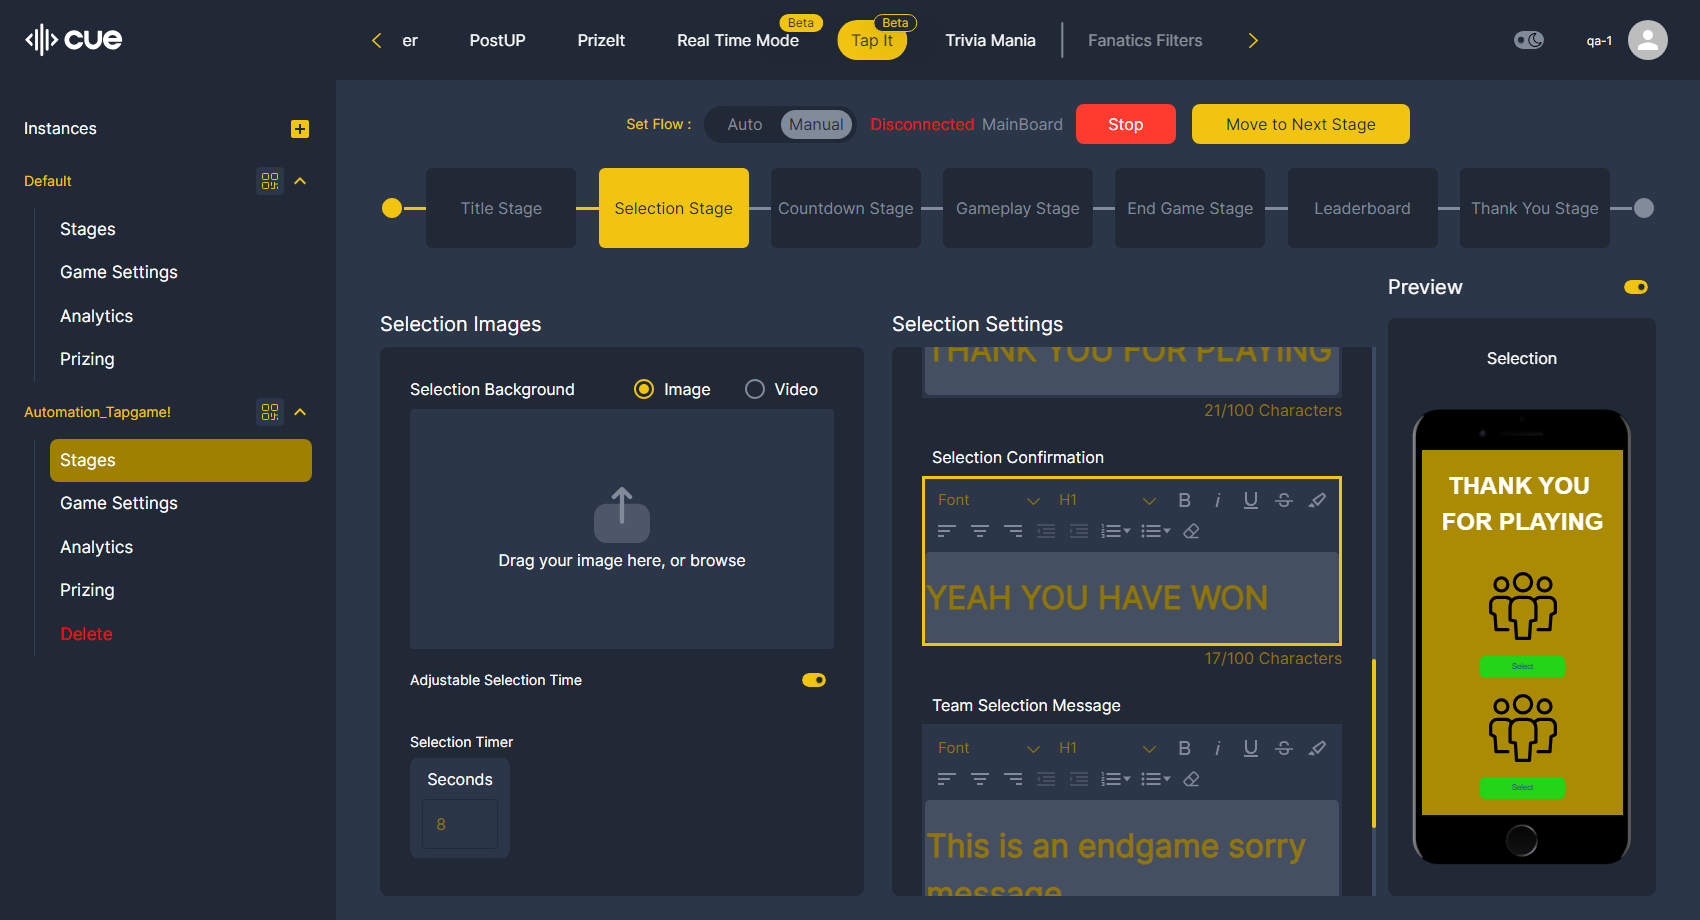 cue
er
PostUP
PrizeIt
Real Time Mode
Beta
Tap It
Beta
Trivia Mania
Fanatics Filters
qa-1
Instances
Default
Stages
Game Settings
Analytics
Prizing
Automation_Tapgame!
Stages
Game Settings
Analytics
Prizing
Delete
Set Flow :
Auto
Manual
Disconnected MainBoard
Stop
Move to Next Stage
Title Stage
Selection Stage
Countdown Stage
Gameplay Stage
End Game Stage
Leaderboard
Thank You Stage
Selection Images
Selection Background
Image
Video
Drag your image here, or browse
Adjustable Selection Time
Selection Timer
Seconds
8
Selection Settings
THANK YOU FOR PLAYING
21/100 Characters
Selection Confirmation
Font
H1
B
i
U
S
YEAH YOU HAVE WON
17/100 Characters
Team Selection Message
Font
H1
B
i
U
S
This is an endgame sorry
message
Preview
Selection
THANK YOU
FOR PLAYING
Select
Select